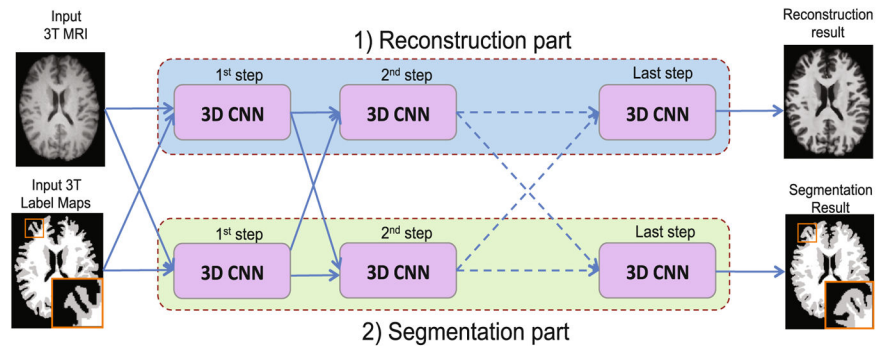 Input
3T MRI
1) Reconstruction part
Reconstruction
result
1st step
2nd step
Last step
3D CNN
3D CNN
3D CNN
Input 3T
Label Maps
Segmentation
Result
1st step
2nd step
Last step
3D CNN
3D CNN
3D CNN
2) Segmentation part